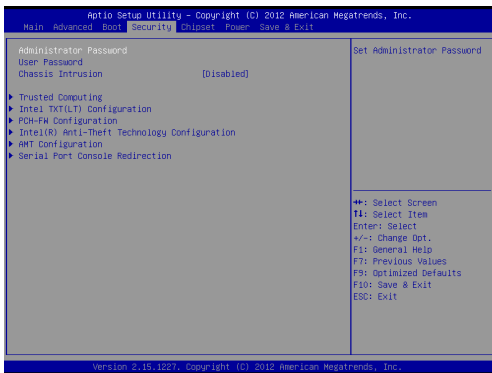 Aptio Setup Utility – Copyright (C) 2012 American Megatrends, Inc.
Main Advanced Boot Security Chipset Power Save & Exit
Administrator Password
User Password
Chassis Intrusion [Disabled]
Trusted Computing
Intel TXT(LT) Configuration
PCH-FW Configuration
Intel(R) Anti-Theft Technology Configuration
AMT Configuration
Serial Port Console Redirection
Set Administrator Password
→←: Select Screen
↑↓: Select Item
Enter: Select
+/-: Change Opt.
F1: General Help
F7: Previous Values
F9: Optimized Defaults
F10: Save & Exit
ESC: Exit
Version 2.15.1227. Copyright (C) 2012 American Megatrends, Inc.